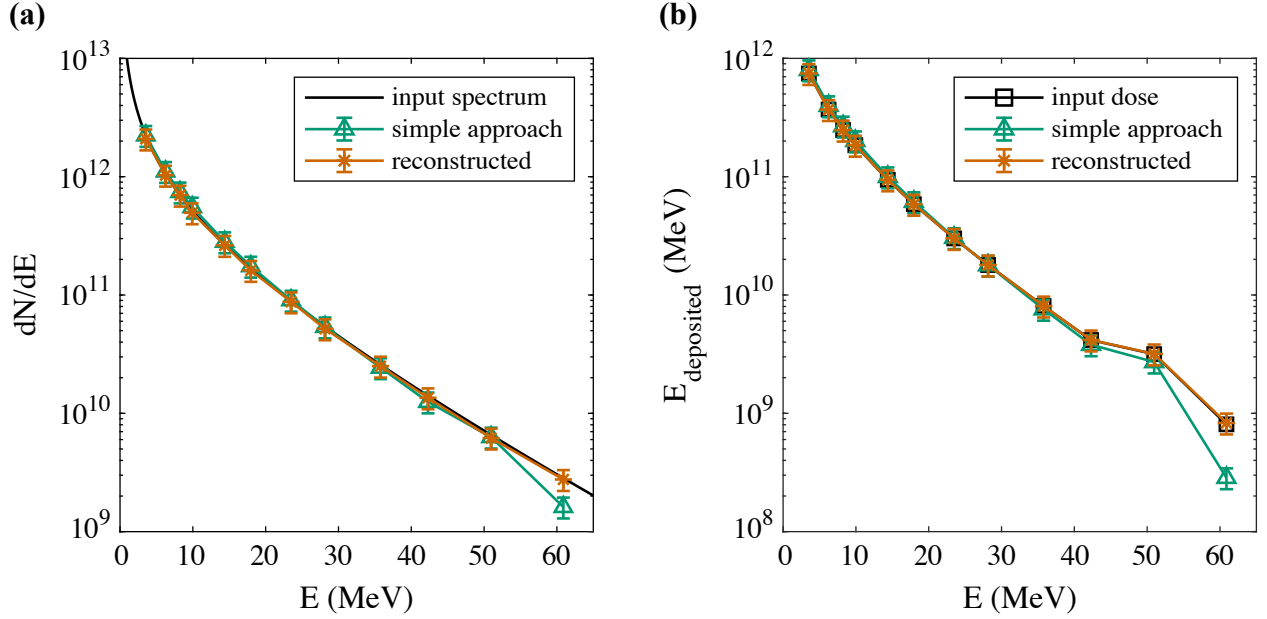 (a)
10^13
10^12
10^11
10^10
10^9
dN/dE
0 10 20 30 40 50 60
E (MeV)
input spectrum
simple approach
reconstructed
(b)
10^12
10^11
10^10
10^9
10^8
E_deposited (MeV)
0 10 20 30 40 50 60
E (MeV)
input dose
simple approach
reconstructed